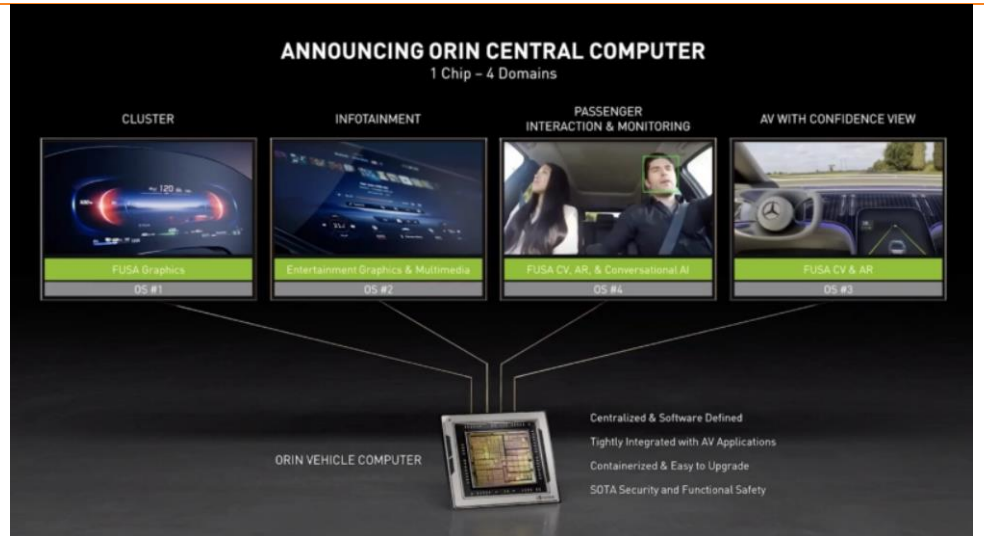 ANNOUNCING ORIN CENTRAL COMPUTER
1 Chip – 4 Domains
CLUSTER
INFOTAINMENT
PASSENGER
INTERACTION & MONITORING
AV WITH CONFIDENCE VIEW
120
FUSA Graphics
Entertainment Graphics & Multimedia
FUSA CV, AR, & Conversational AI
FUSA CV & AR
OS #1
OS #2
OS #4
OS #3
ORIN VEHICLE COMPUTER
Centralized & Software Defined
Tightly Integrated with AV Applications
Containerized & Easy to Upgrade
SOTA Security and Functional Safety